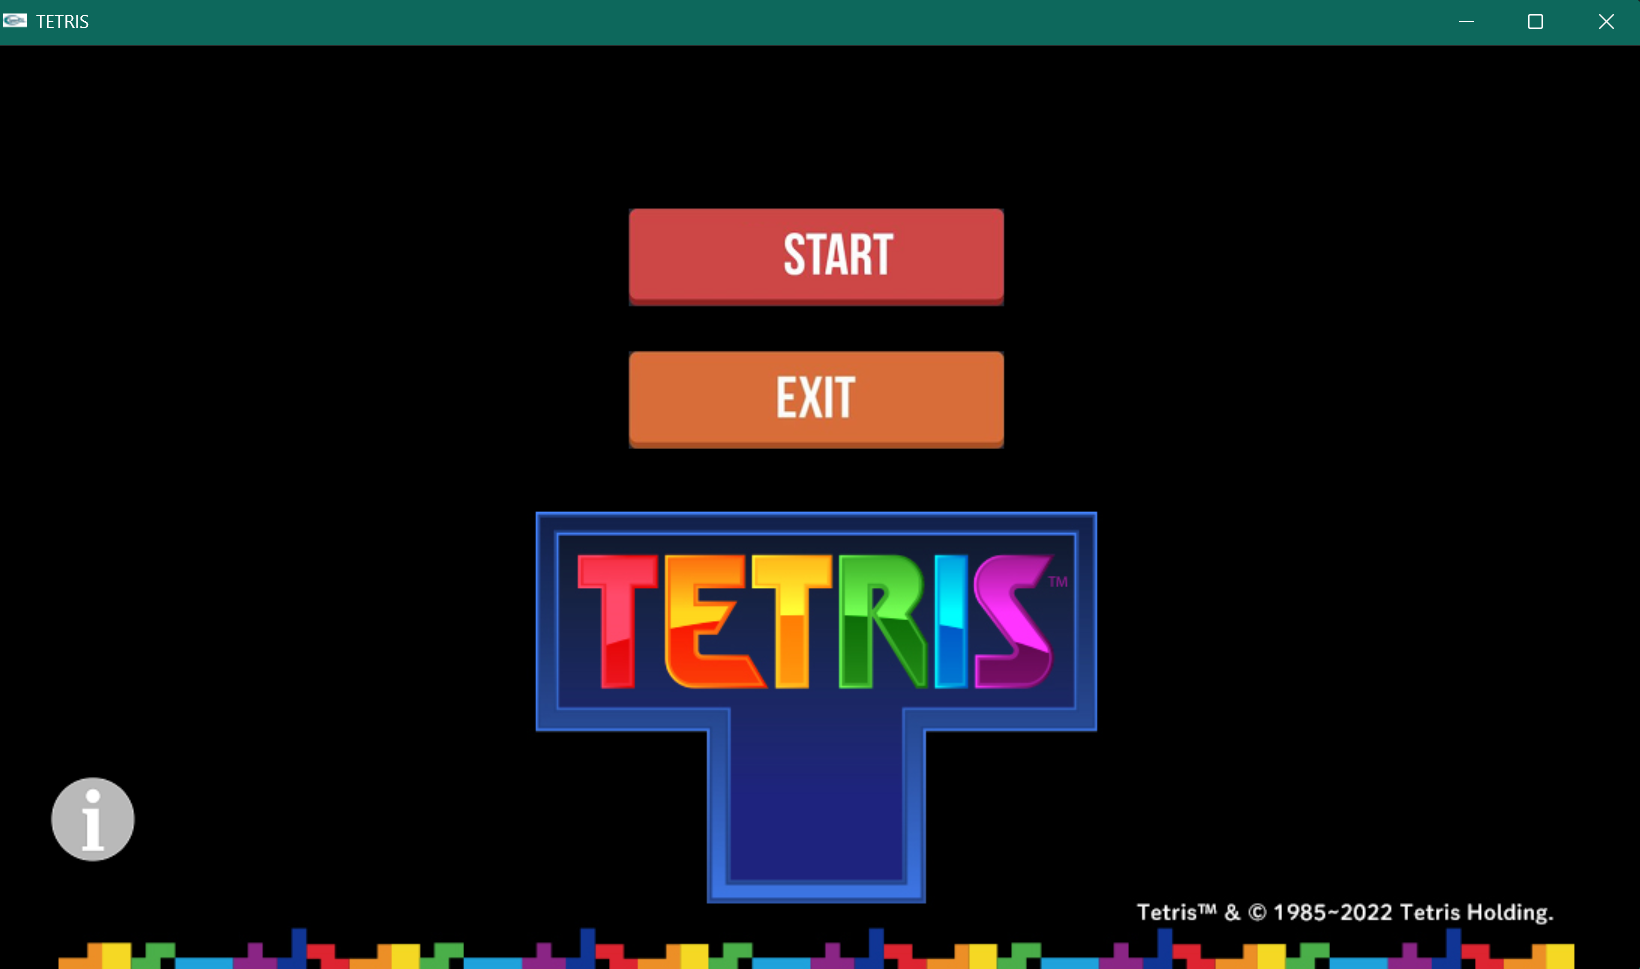 TETRIS
START
EXIT
TETRIS™
i
Tetris™ & © 1985~2022 Tetris Holding.